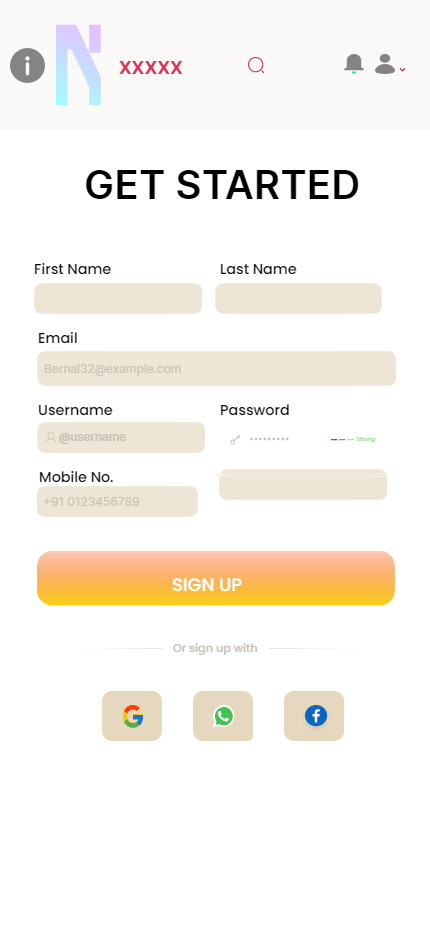 N
XXXXX
GET STARTED
First Name Last Name
Email
Bernal32@example.com
Username Password
@username ••••••••• Strong
Mobile No.
+91 0123456789
SIGN UP
Or sign up with